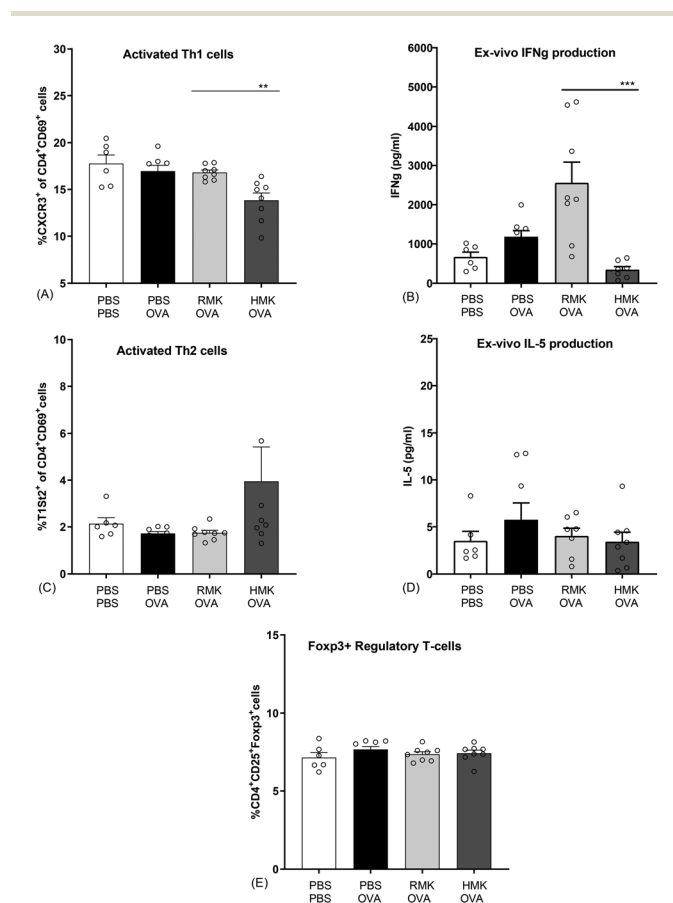 Activated Th1 cells
%CXCR3⁺ of CD4⁺CD69⁺ cells
30
25
20
15
10
5
**
PBS PBS RMK HMK
PBS OVA OVA OVA
(A)
Ex-vivo IFNg production
IFNg (pg/ml)
6000
5000
4000
3000
2000
1000
0
***
PBS PBS RMK HMK
PBS OVA OVA OVA
(B)
Activated Th2 cells
%T1St2⁺ of CD4⁺CD69⁺cells
10
8
6
4
2
0
PBS PBS RMK HMK
PBS OVA OVA OVA
(C)
Ex-vivo IL-5 production
IL-5 (pg/ml)
25
20
15
10
5
0
PBS PBS RMK HMK
PBS OVA OVA OVA
(D)
Foxp3+ Regulatory T-cells
%CD4⁺CD25⁺Foxp3⁺cells
15
10
5
0
PBS PBS RMK HMK
PBS OVA OVA OVA
(E)